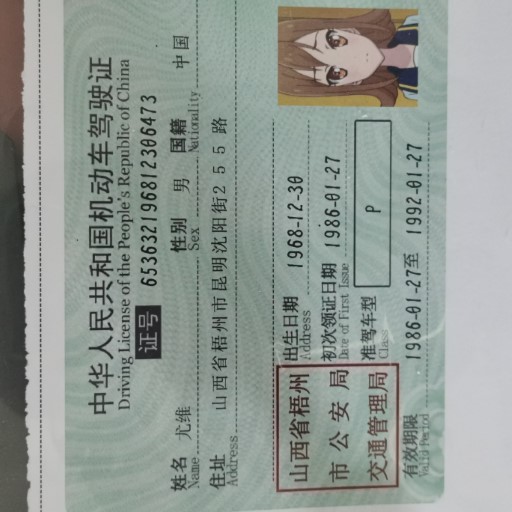 中华人民共和国机动车驾驶证
Driving License of the People's Republic of China
证号 653632196812306473
姓名 尤维 性别 男 国籍 中国
Name Sex Nationality
住址 山西省梧州市昆明沈阳街255路
Address
山西省梧州
市公安局
交通管理局
出生日期 1968-12-30
Address
初次领证日期 1986-01-27
Date of First Issue
准驾车型 P
Class
有效期限 1986-01-27至 1992-01-27
Valid Period